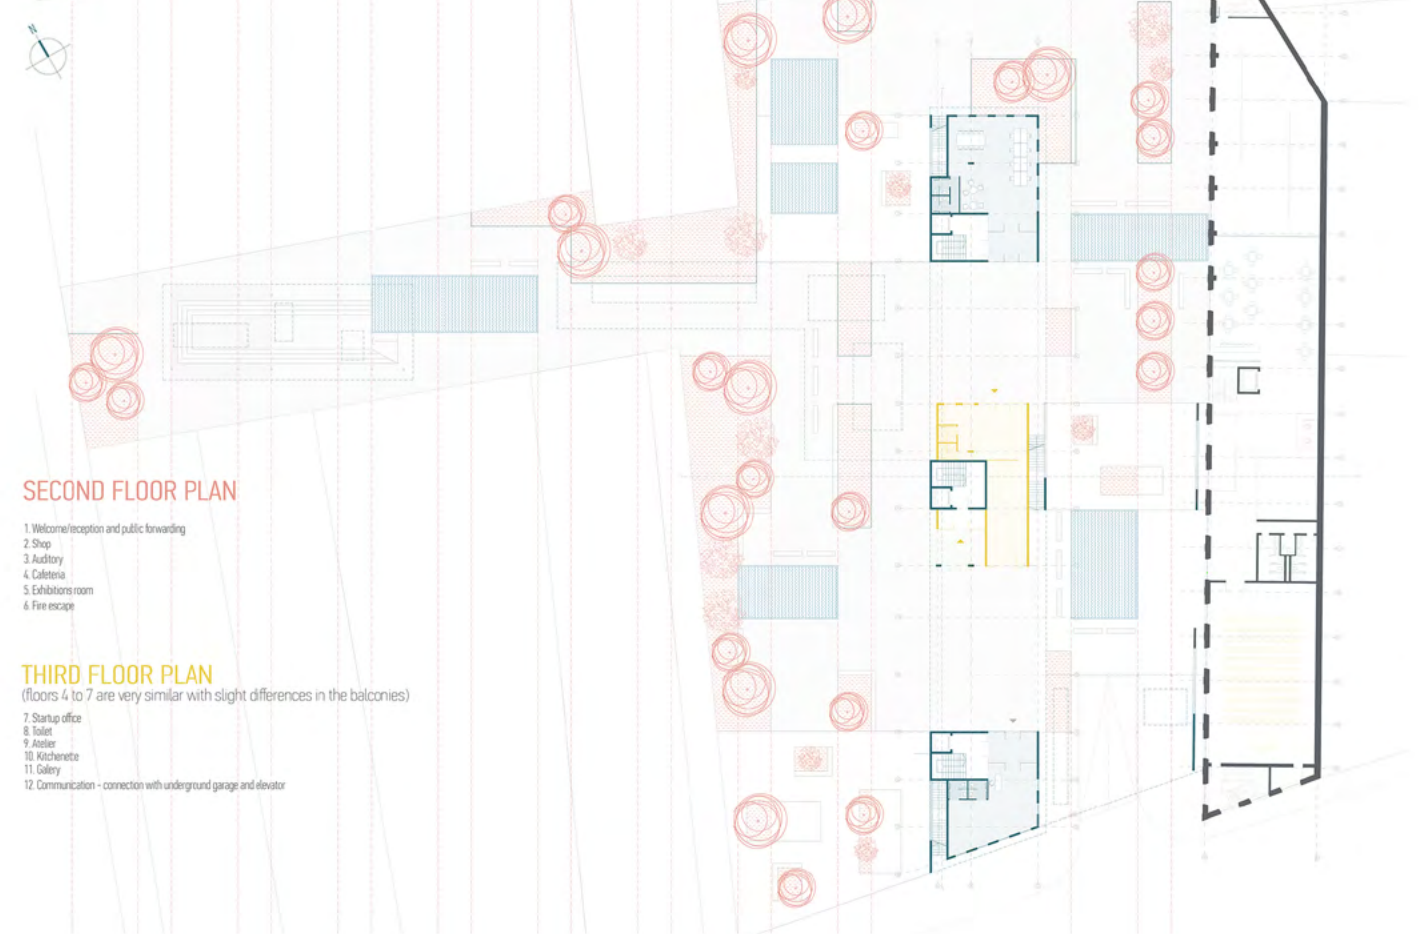 N
SECOND FLOOR PLAN
1. Welcome/reception and public forwarding
2. Shop
3. Auditory
4. Cafeteria
5. Exhibitions room
6. Fire escape
THIRD FLOOR PLAN
(floors 4 to 7 are very similar with slight differences in the balconies)
7. Startup office
8. Toilet
9. Atelier
10. Kitchenette
11. Galery
12. Communication - connection with underground garage and elevator